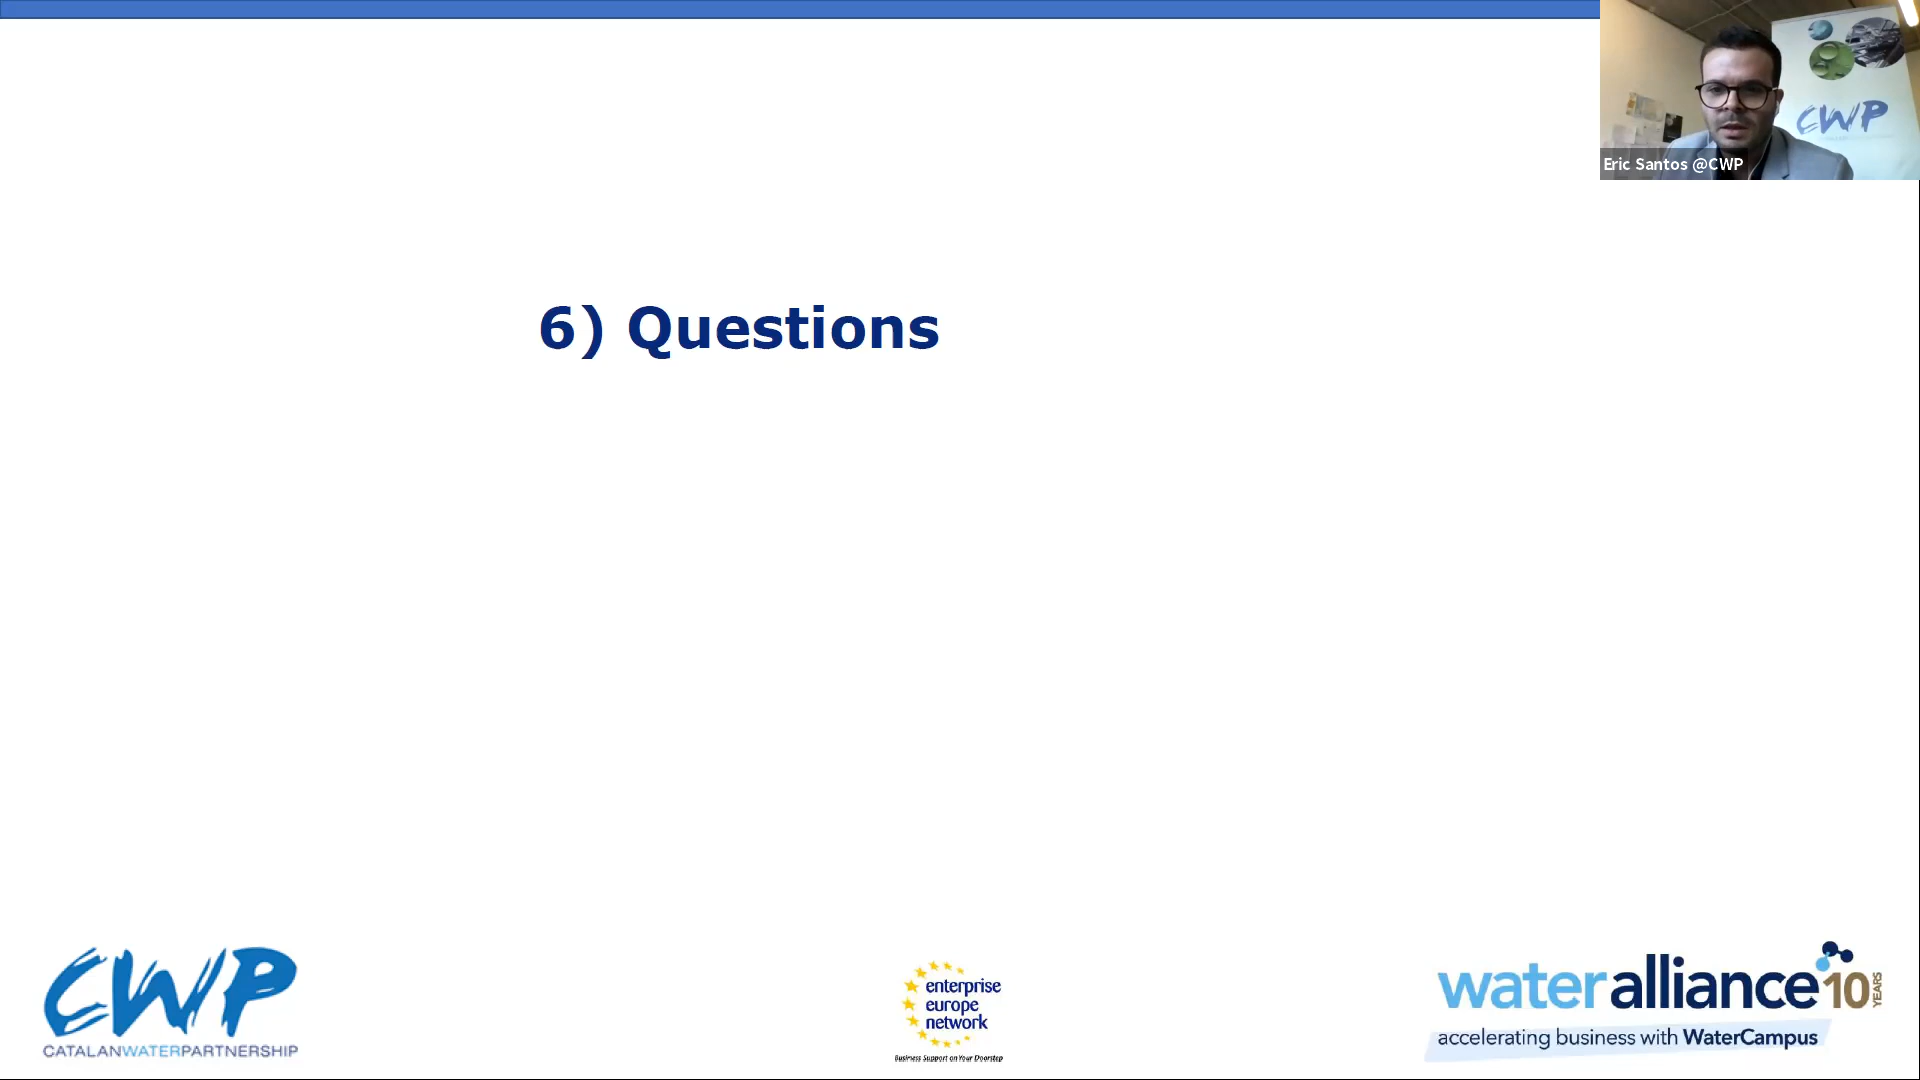 CWP
Eric Santos @CWP
6) Questions
CWP
CATALANWATERPARTNERSHIP
enterprise
europe
network
Business Support on Your Doorstep
wateralliance 10 YEARS
accelerating business with WaterCampus